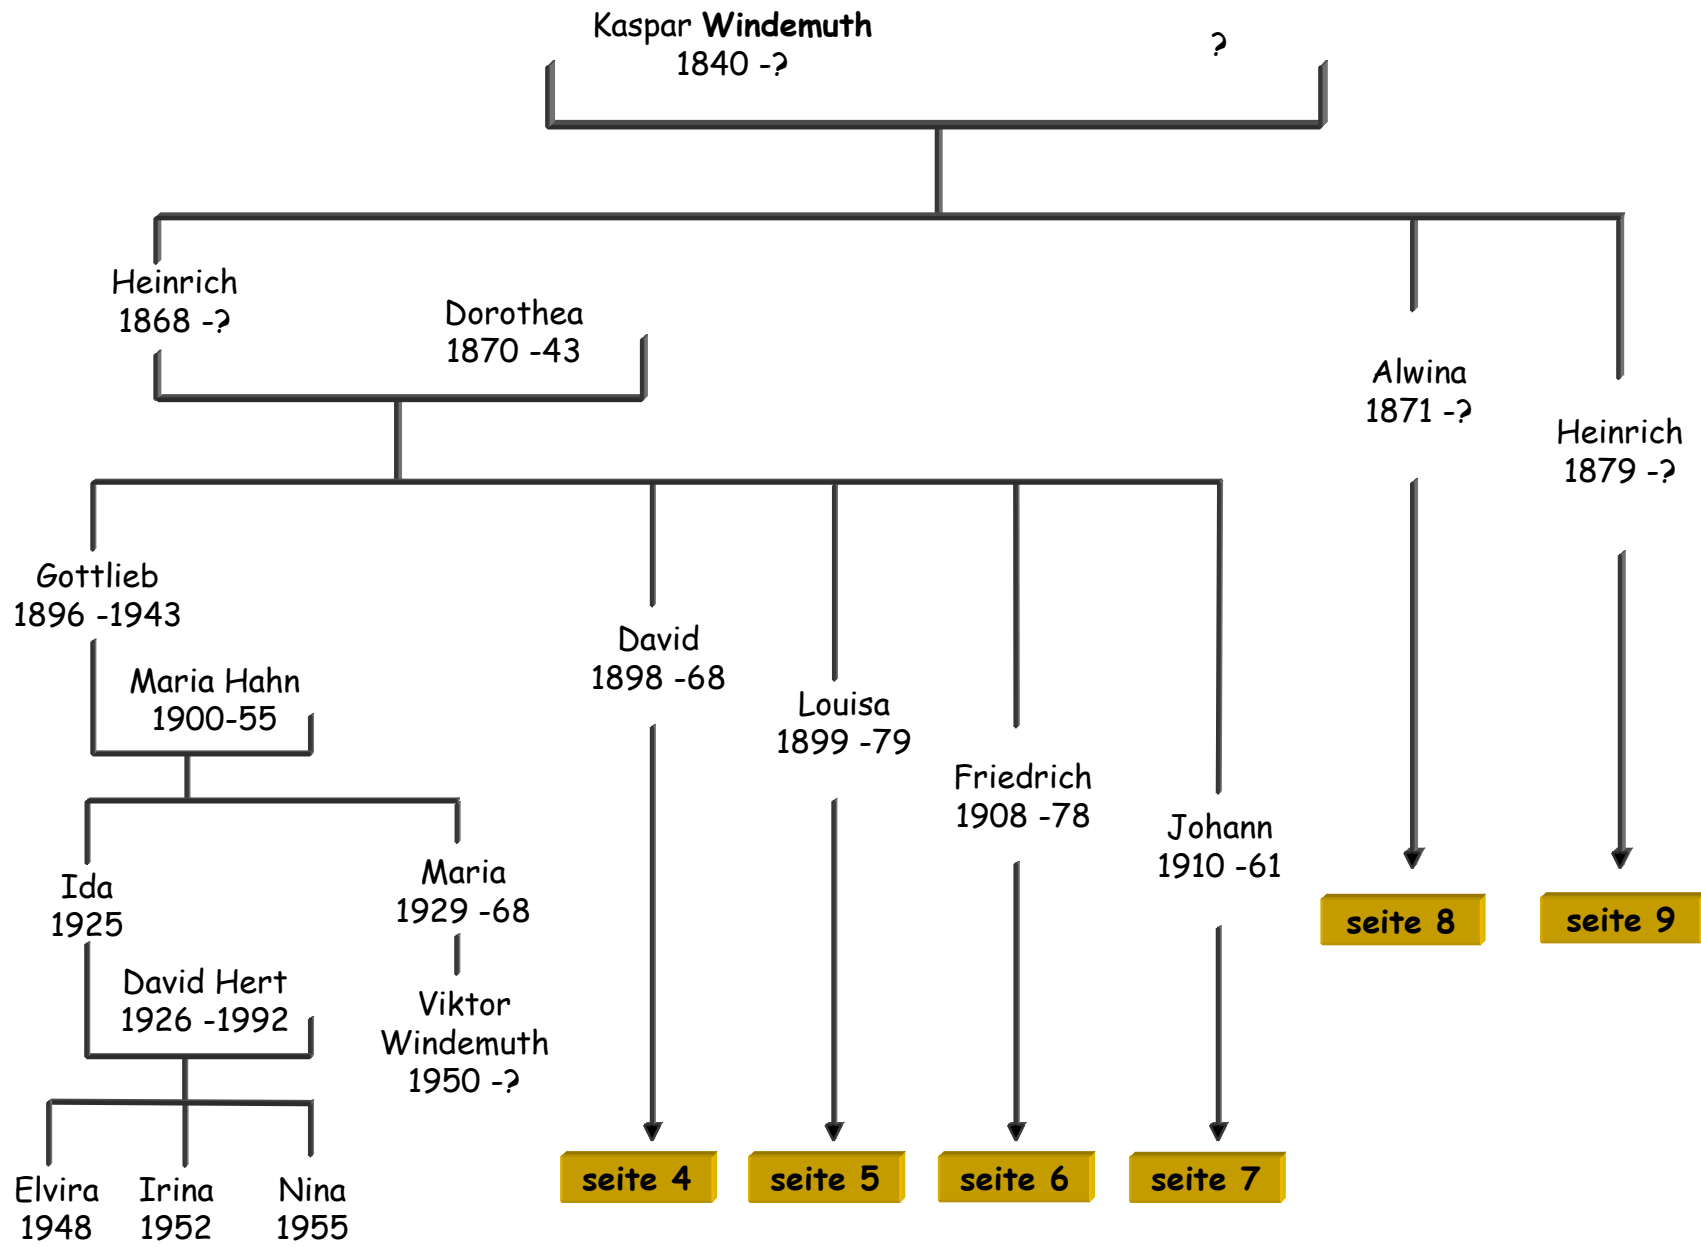 Kaspar Windemuth
1840 -?
?
Heinrich
1868 -?
Dorothea
1870 -43
Alwina
1871 -?
Heinrich
1879 -?
Gottlieb
1896 -1943
Maria Hahn
1900-55
David
1898 -68
Louisa
1899 -79
Friedrich
1908 -78
Johann
1910 -61
Ida
1925
Maria
1929 -68
David Hert
1926 -1992
Viktor
Windemuth
1950 -?
seite 8
seite 9
Elvira
1948
Irina
1952
Nina
1955
seite 4
seite 5
seite 6
seite 7